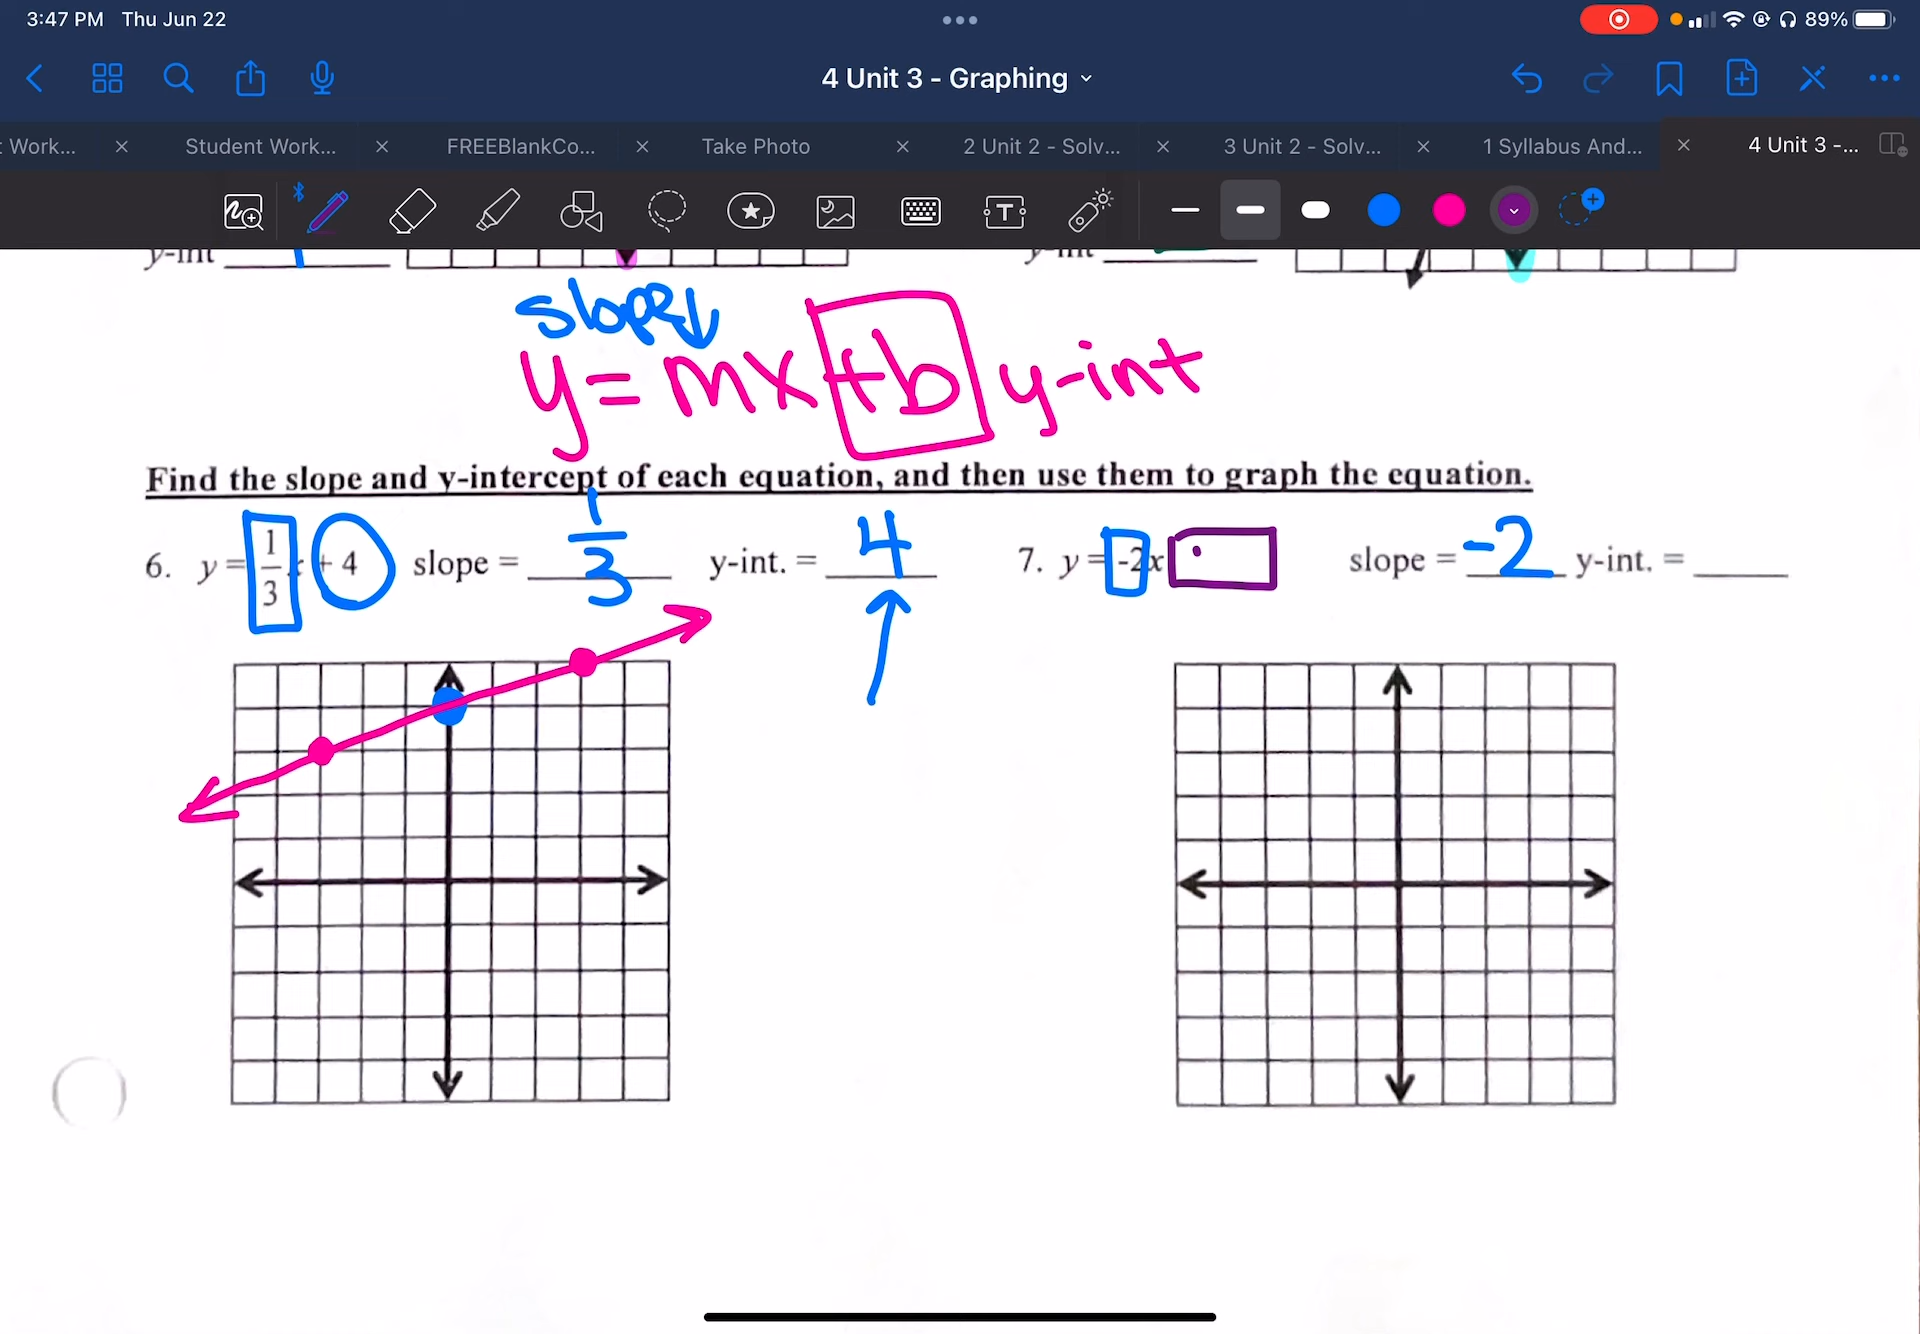 3:47 PM Thu Jun 22
89%
4 Unit 3 - Graphing
Work...
Student Work...
FREEBlankCo...
Take Photo
2 Unit 2 - Solv...
3 Unit 2 - Solv...
1 Syllabus And...
4 Unit 3 -...
y-int
y-int
slope
y = mx + b y-int
Find the slope and y-intercept of each equation, and then use them to graph the equation.
6. y = 1/3 x + 4 slope = 1/3 y-int. = 4
7. y = -2x slope = -2 y-int. =